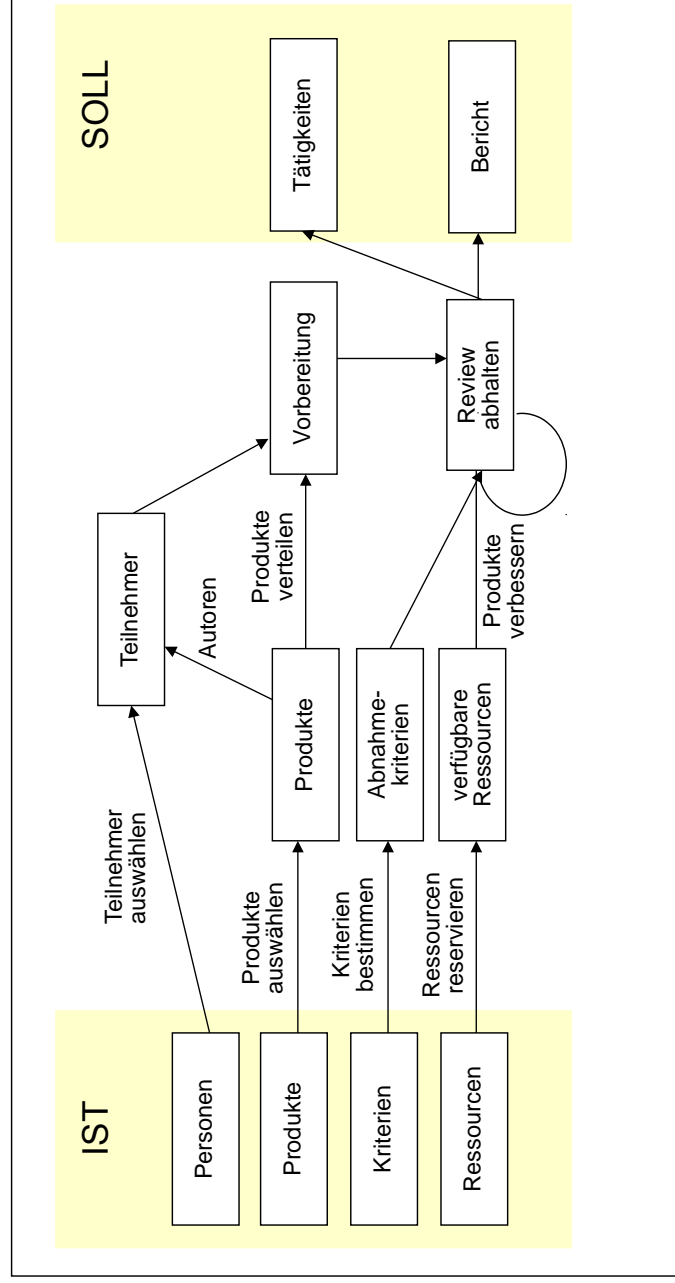 IST
Personen
Produkte
Kriterien
Ressourcen
Teilnehmer
auswählen
Produkte
auswählen
Kriterien
bestimmen
Ressourcen
reservieren
Teilnehmer
Autoren
Produkte
Abnahme-
kriterien
verfügbare
Ressourcen
Produkte
verteilen
Produkte
verbessern
Vorbereitung
Review
abhalten
SOLL
Tätigkeiten
Bericht